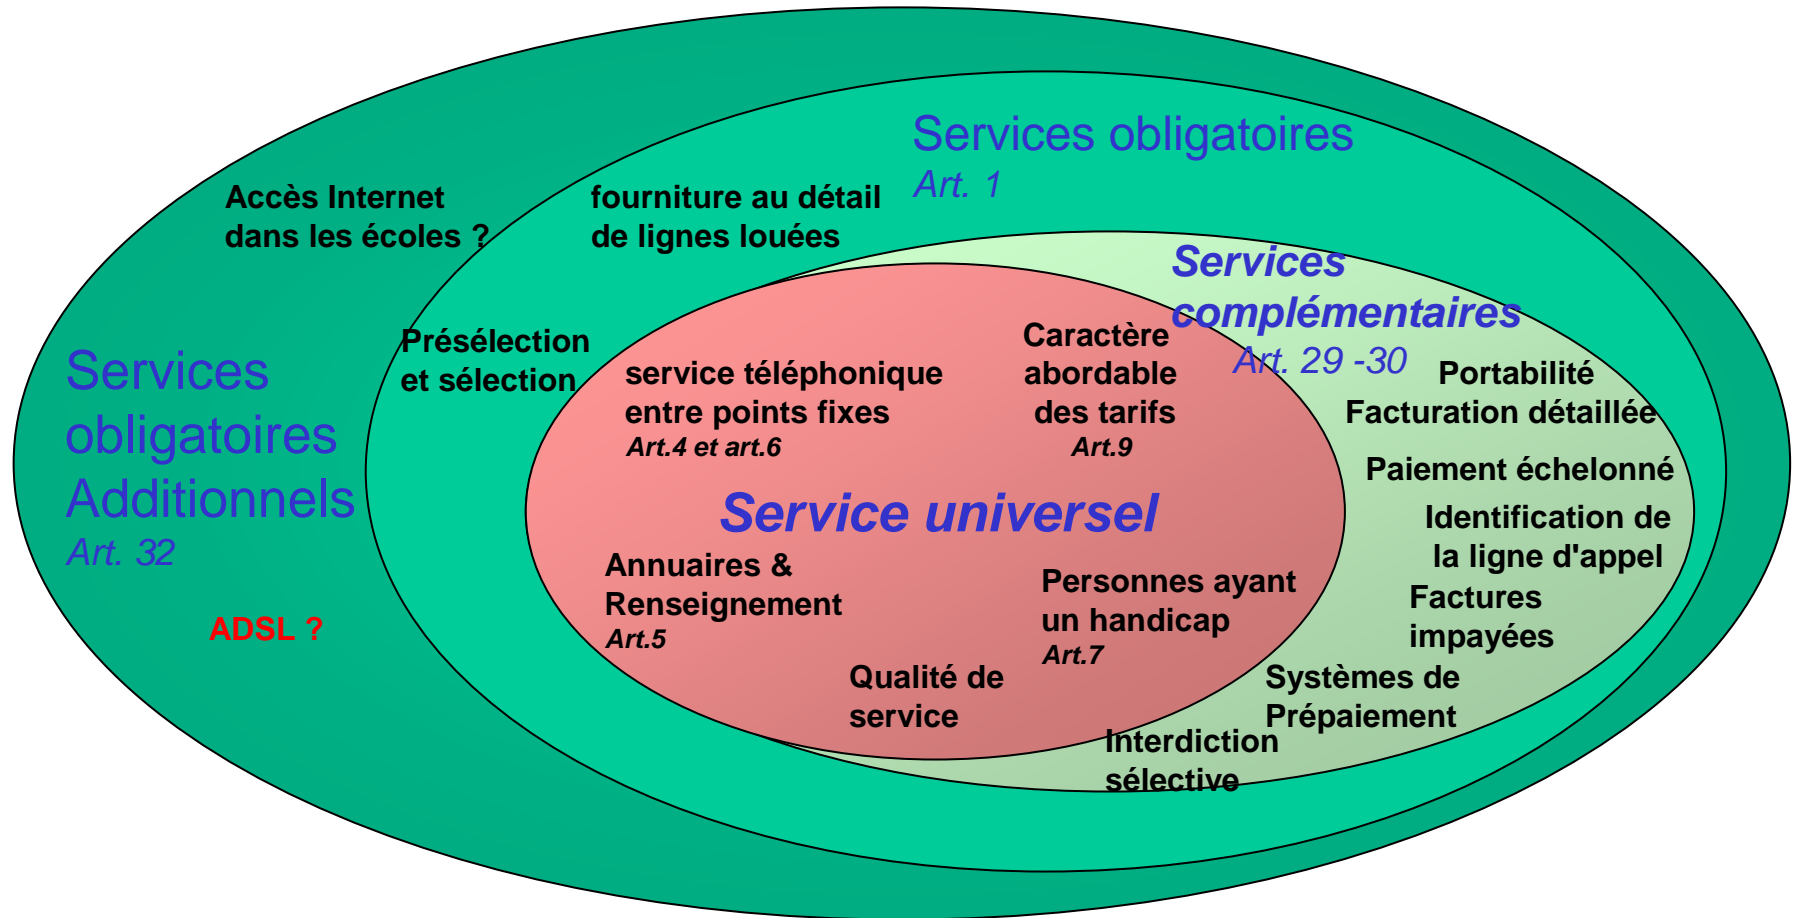 Services obligatoires
Art. 1
Accès Internet
dans les écoles ?
fourniture au détail
de lignes louées
Services
complémentaires
Art. 29 -30
Présélection
et sélection
Services
obligatoires
Additionnels
Art. 32
service téléphonique
entre points fixes
Art.4 et art.6
Caractère
abordable
des tarifs
Art.9
Portabilité
Facturation détaillée
Paiement échelonné
Service universel
Identification de
la ligne d'appel
Annuaires &
Renseignement
Art.5
Personnes ayant
un handicap
Art.7
Factures
impayées
ADSL ?
Qualité de
service
Systèmes de
Prépaiement
Interdiction
sélective